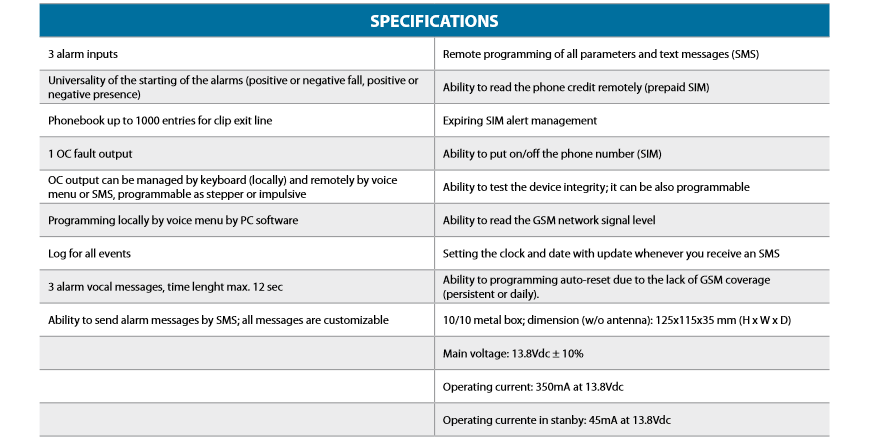 SPECIFICATIONS
3 alarm inputs
Remote programming of all parameters and text messages (SMS)
Universality of the starting of the alarms (positive or negative fall, positive or
negative presence)
Ability to read the phone credit remotely (prepaid SIM)
Phonebook up to 1000 entries for clip exit line
Expiring SIM alert management
1 OC fault output
Ability to put on/off the phone number (SIM)
OC output can be managed by keyboard (locally) and remotely by voice
menu or SMS, programmable as stepper or impulsive
Ability to test the device integrity; it can be also programmable
Programming locally by voice menu by PC software
Ability to read the GSM network signal level
Log for all events
Setting the clock and date with update whenever you receive an SMS
3 alarm vocal messages, time lenght max. 12 sec
Ability to programming auto-reset due to the lack of GSM coverage
(persistent or daily).
Ability to send alarm messages by SMS; all messages are customizable
10/10 metal box; dimension (w/o antenna): 125x115x35 mm (H x W x D)
Main voltage: 13.8Vdc ± 10%
Operating current: 350mA at 13.8Vdc
Operating currente in stanby: 45mA at 13.8Vdc